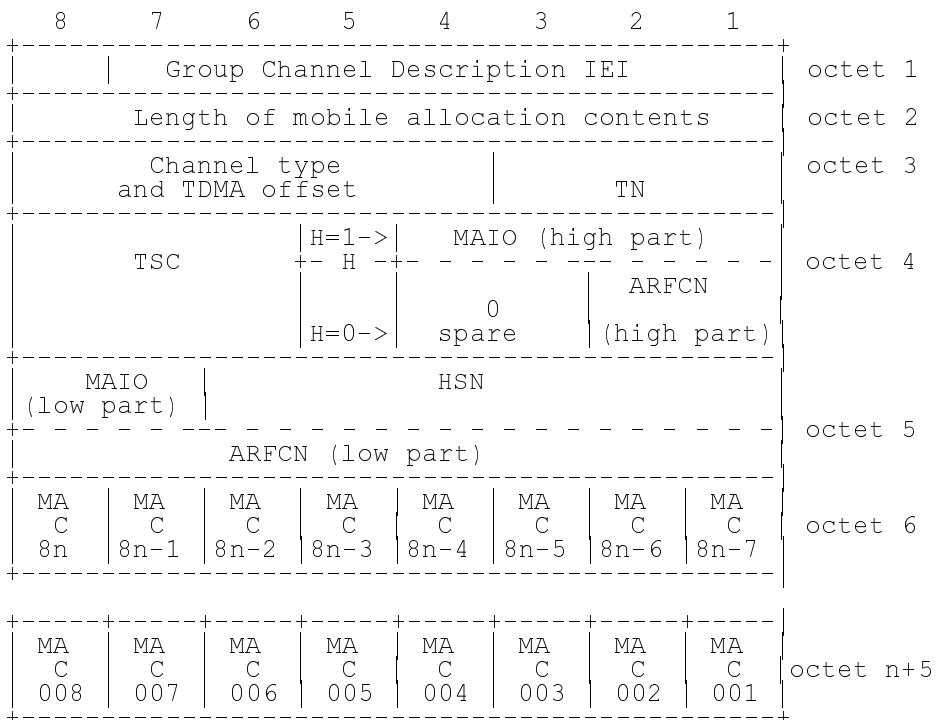 8 7 6 5 4 3 2 1
Group Channel Description IEI octet 1
Length of mobile allocation contents octet 2
Channel type octet 3
and TDMA offset TN
H=1-> MAIO (high part)
TSC H octet 4
ARFCN
0
H=0-> spare (high part)
MAIO HSN
(low part)
octet 5
ARFCN (low part)
MA MA MA MA MA MA MA MA
C C C C C C C C octet 6
8n 8n-1 8n-2 8n-3 8n-4 8n-5 8n-6 8n-7
MA MA MA MA MA MA MA MA
C C C C C C C C octet n+5
008 007 006 005 004 003 002 001